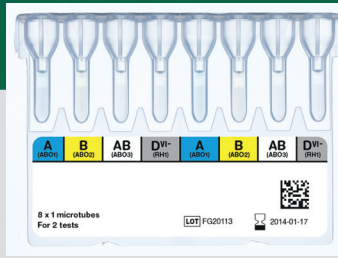 A B AB DVI- A B AB DVI-
(ABO1) (ABO2) (ABO3) (RH1) (ABO1) (ABO2) (ABO3) (RH1)
8 x 1 microtubes
For 2 tests
LOT FG20113
2014-01-17